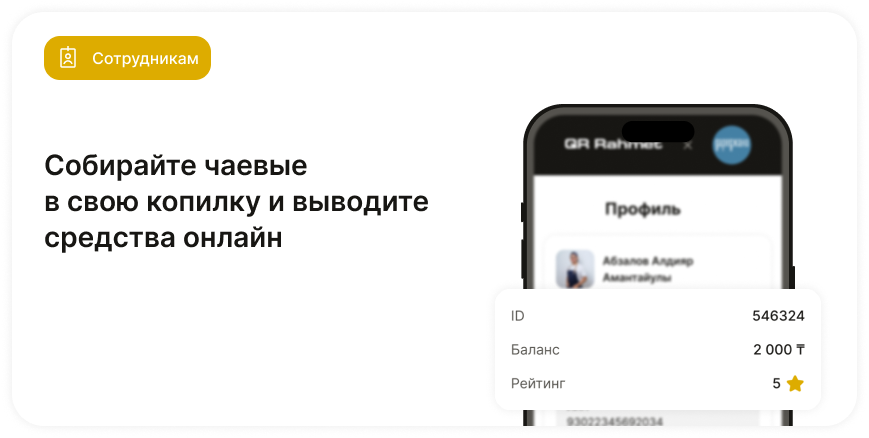 Сотрудникам
Собирайте чаевые
в свою копилку и выводите
средства онлайн
QR Rahmet
Профиль
Абзалов Алдияр
Амантайулы
ID 546324
Баланс 2 000 ₸
Рейтинг 5
93022345692034